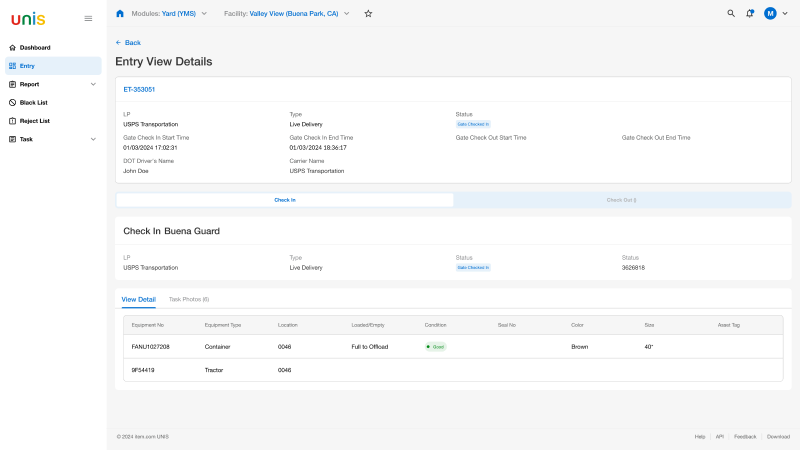 unis
Modules: Yard (YMS)
Facility: Valley View (Buena Park, CA)
M
Dashboard
Entry
Report
Black List
Reject List
Task
Back
Entry View Details
ET-353051
LP Type Status
USPS Transportation Live Delivery Gate Checked In
Gate Check In Start Time Gate Check In End Time Gate Check Out Start Time Gate Check Out End Time
01/03/2024 17:02:31 01/03/2024 18:36:17
DOT Driver's Name Carrier Name
John Doe USPS Transportation
Check In Check Out ()
Check In Buena Guard
LP Type Status Status
USPS Transportation Live Delivery Gate Checked In 3626818
View Detail Task Photos (6)
Equipment No Equipment Type Location Loaded/Empty Condition Seal No Color Size Asset Tag
FANU1027208 Container 0046 Full to Offload Good Brown 40"
9F54419 Tractor 0046
© 2024 item.com UNIS Help API Feedback Download